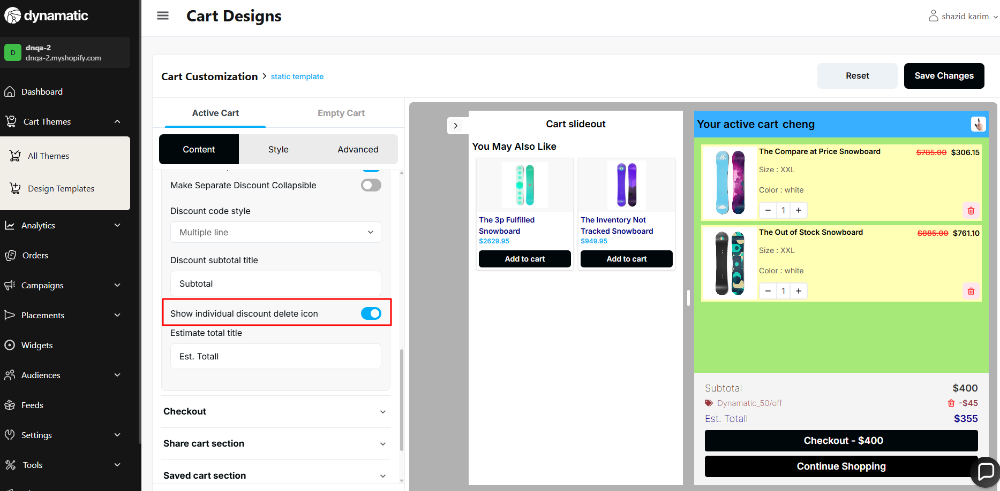 dynamatic
D
dnqa-2
dnqa-2.myshopify.com
Dashboard
Cart Themes
All Themes
Design Templates
Analytics
Orders
Campaigns
Placements
Widgets
Audiences
Feeds
Settings
Tools
Cart Designs
shazid karim
Cart Customization > static template
Reset
Save Changes
Active Cart
Empty Cart
Content
Style
Advanced
Make Separate Discount Collapsible
Discount code style
Multiple line
Discount subtotal title
Subtotal
Show individual discount delete icon
Estimate total title
Est. Totall
Checkout
Share cart section
Saved cart section
Cart slideout
You May Also Like
The 3p Fulfilled
Snowboard
$2629.95
Add to cart
The Inventory Not
Tracked Snowboard
$949.95
Add to cart
Your active cart cheng
The Compare at Price Snowboard
$785.00 $306.15
Size : XXL
Color : white
− 1 +
The Out of Stock Snowboard
$885.00 $761.10
Size : XXL
Color : white
− 1 +
Subtotal $400
Dynamatic_50/off -$45
Est. Totall $355
Checkout - $400
Continue Shopping